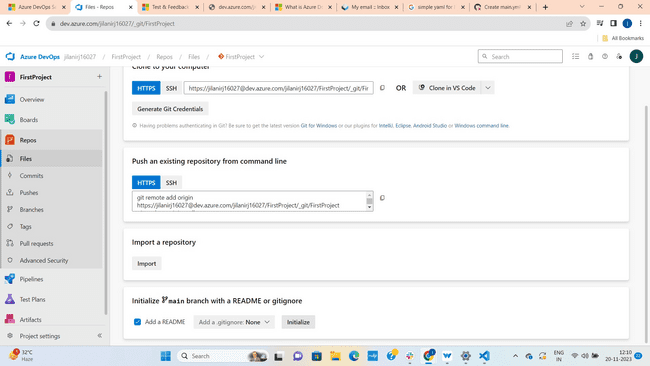 Azure DevOps Se
Files - Repos
Test & Feedback
dev.azure.com/ji
What is Azure D
My email :: Inbox
simple yaml for
Create main.yml
dev.azure.com/jilanirj16027/_git/FirstProject
All Bookmarks
Azure DevOps jilanirj16027 / FirstProject / Repos / Files / FirstProject
Search
J
F FirstProject +
Overview
Boards
Repos
Files
Commits
Pushes
Branches
Tags
Pull requests
Advanced Security
Pipelines
Test Plans
Artifacts
Project settings
Clone to your computer
HTTPS SSH https://jilanirj16027@dev.azure.com/jilanirj16027/FirstProject/_git/Fir OR Clone in VS Code
Generate Git Credentials
Having problems authenticating in Git? Be sure to get the latest version Git for Windows or our plugins for IntelliJ, Eclipse, Android Studio or Windows command line.
Push an existing repository from command line
HTTPS SSH
git remote add origin
https://jilanirj16027@dev.azure.com/jilanirj16027/FirstProject/_git/FirstProject
Import a repository
Import
Initialize main branch with a README or gitignore
Add a README Add a .gitignore: None Initialize
32°C
Haze
Search
ENG
IN
12:10
20-11-2023